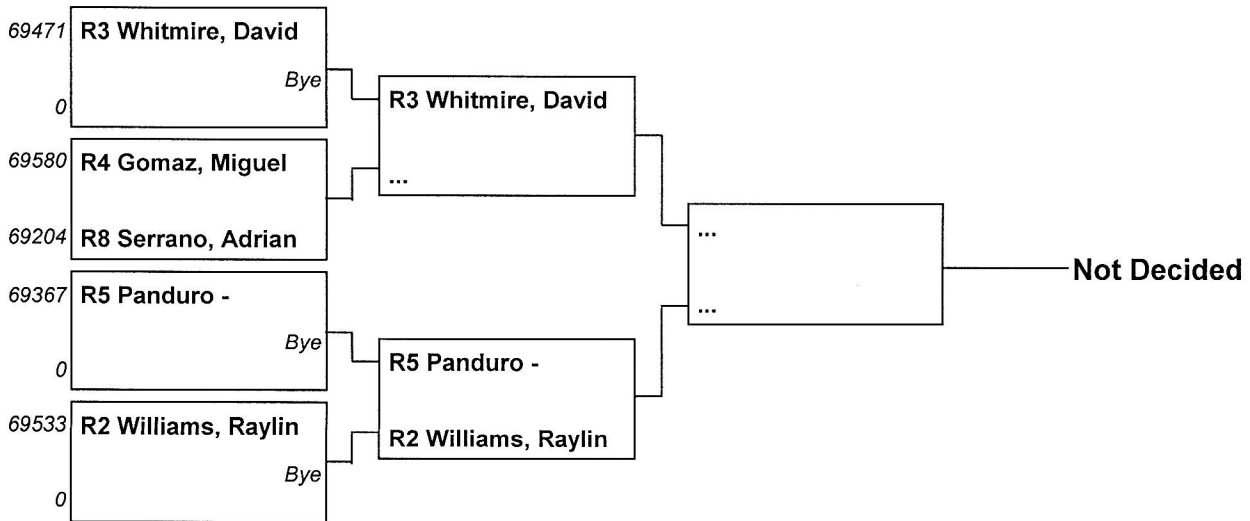 69471 R3 Whitmire, David
Bye
0
69580 R4 Gomaz, Miguel
69204 R8 Serrano, Adrian
69367 R5 Panduro -
Bye
0
69533 R2 Williams, Raylin
Bye
0
R3 Whitmire, David
...
R5 Panduro -
R2 Williams, Raylin
...
...
Not Decided